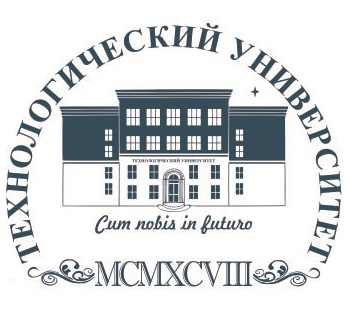 ТЕХНОЛОГИЧЕСКИЙ УНИВЕРСИТЕТ
ТЕХНОЛОГИЧЕСКИЙ УНИВЕРСИТЕТ
Cum nobis in futuro
MCMXCVIII